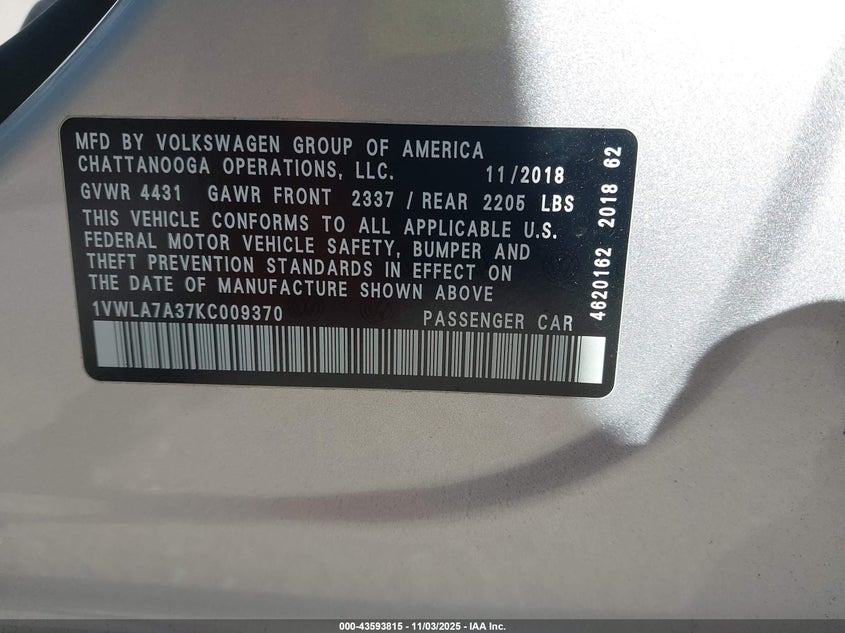 MFD BY VOLKSWAGEN GROUP OF AMERICA
CHATTANOOGA OPERATIONS, LLC. 11/2018
GVWR 4431 GAWR FRONT 2337 / REAR 2205 LBS
THIS VEHICLE CONFORMS TO ALL APPLICABLE U.S.
FEDERAL MOTOR VEHICLE SAFETY, BUMPER AND
THEFT PREVENTION STANDARDS IN EFFECT ON
THE DATE OF MANUFACTURE SHOWN ABOVE
1VWLA7A37KC009370 PASSENGER CAR
4620162 2018 62
000-43593815 - 11/03/2025 - IAA Inc.